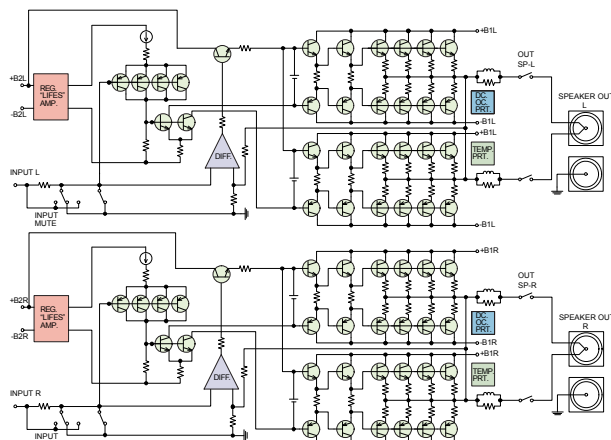 +B1L
OUT
SP-L
+B2L
REG.
"LIFES"
AMP.
-B2L
DC.
OC.
PRT.
SPEAKER OUT
L
-B1L
+B1L
DIFF.
TEMP.
PRT.
INPUT L
INPUT
MUTE
-B1L
+B1R
OUT
SP-R
+B2R
REG.
"LIFES"
AMP.
-B2R
DC.
OC.
PRT.
SPEAKER OUT
R
-B1R
+B1R
DIFF.
TEMP.
PRT.
INPUT R
INPUT